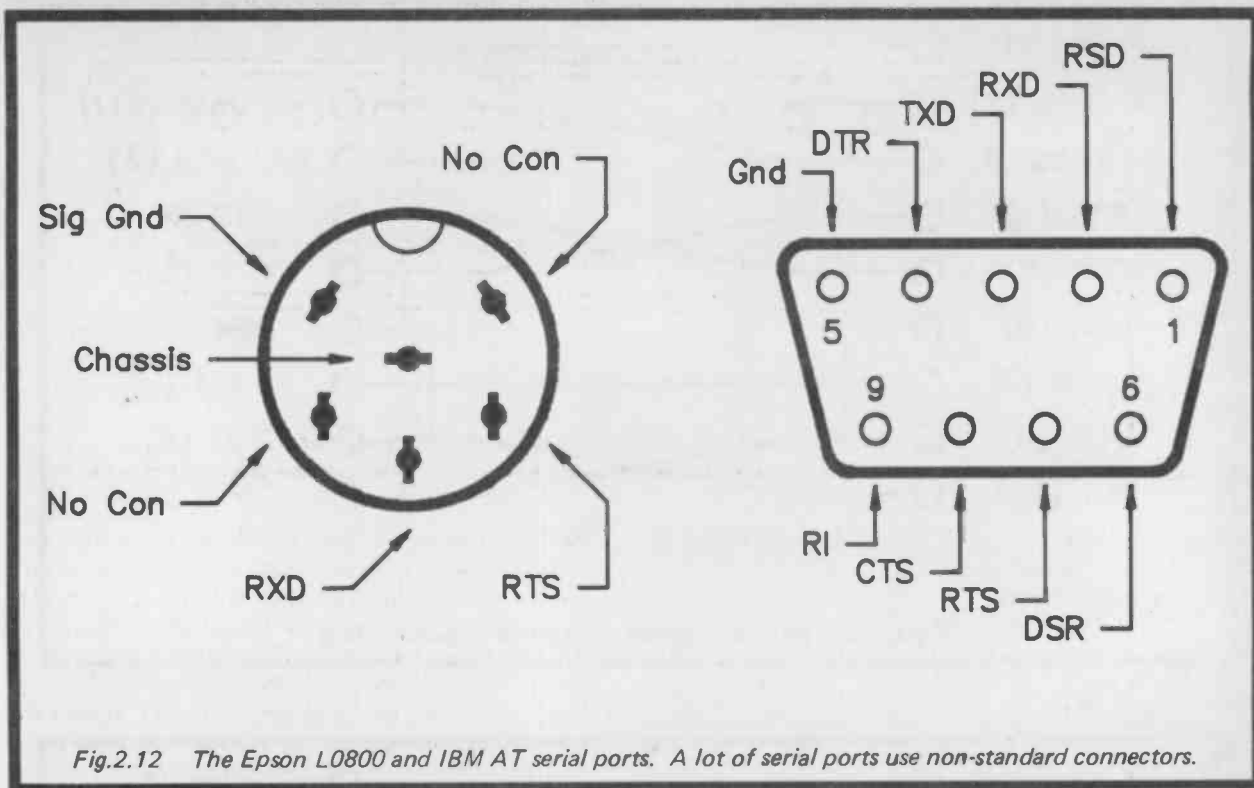 No Con
Sig Gnd
Chassis
No Con
RXD
RTS
RSD
RXD
TXD
DTR
Gnd
5
1
9
6
RI
CTS
RTS
DSR
Fig.2.12 The Epson L0800 and IBM AT serial ports. A lot of serial ports use non-standard connectors.